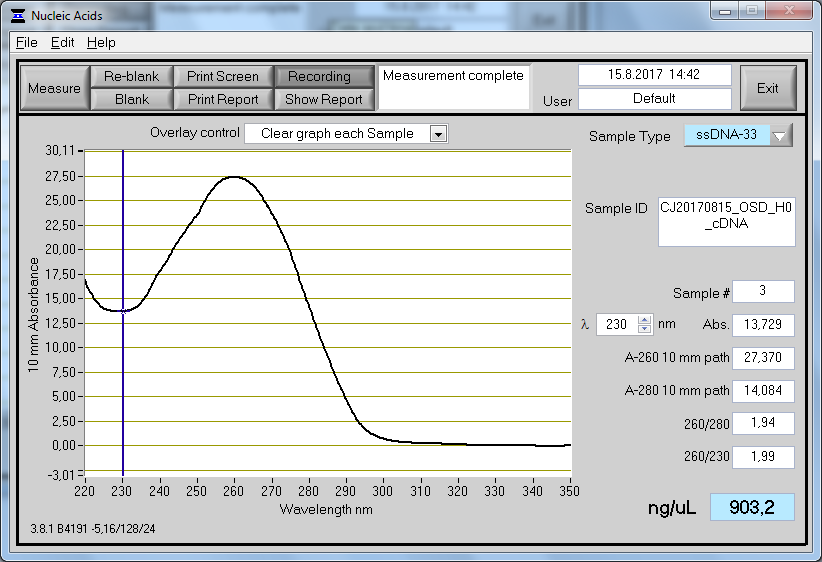 Nucleic Acids
File Edit Help
Measure
Re-blank
Print Screen
Recording
Blank
Print Report
Show Report
Measurement complete
15.8.2017 14:42
User
Default
Exit
Overlay control
Clear graph each Sample
Sample Type
ssDNA-33
Sample ID
CJ20170815_OSD_H0
_cDNA
Sample #
3
λ 230 nm
Abs.
13,729
A-260 10 mm path
27,370
A-280 10 mm path
14,084
260/280
1,94
260/230
1,99
ng/uL
903,2
10 mm Absorbance
30,11
27,50
25,00
22,50
20,00
17,50
15,00
12,50
10,00
7,50
5,00
2,50
0,00
-3,01
220 230 240 250 260 270 280 290 300 310 320 330 340 350
Wavelength nm
3.8.1 B4191 -5,16/128/24